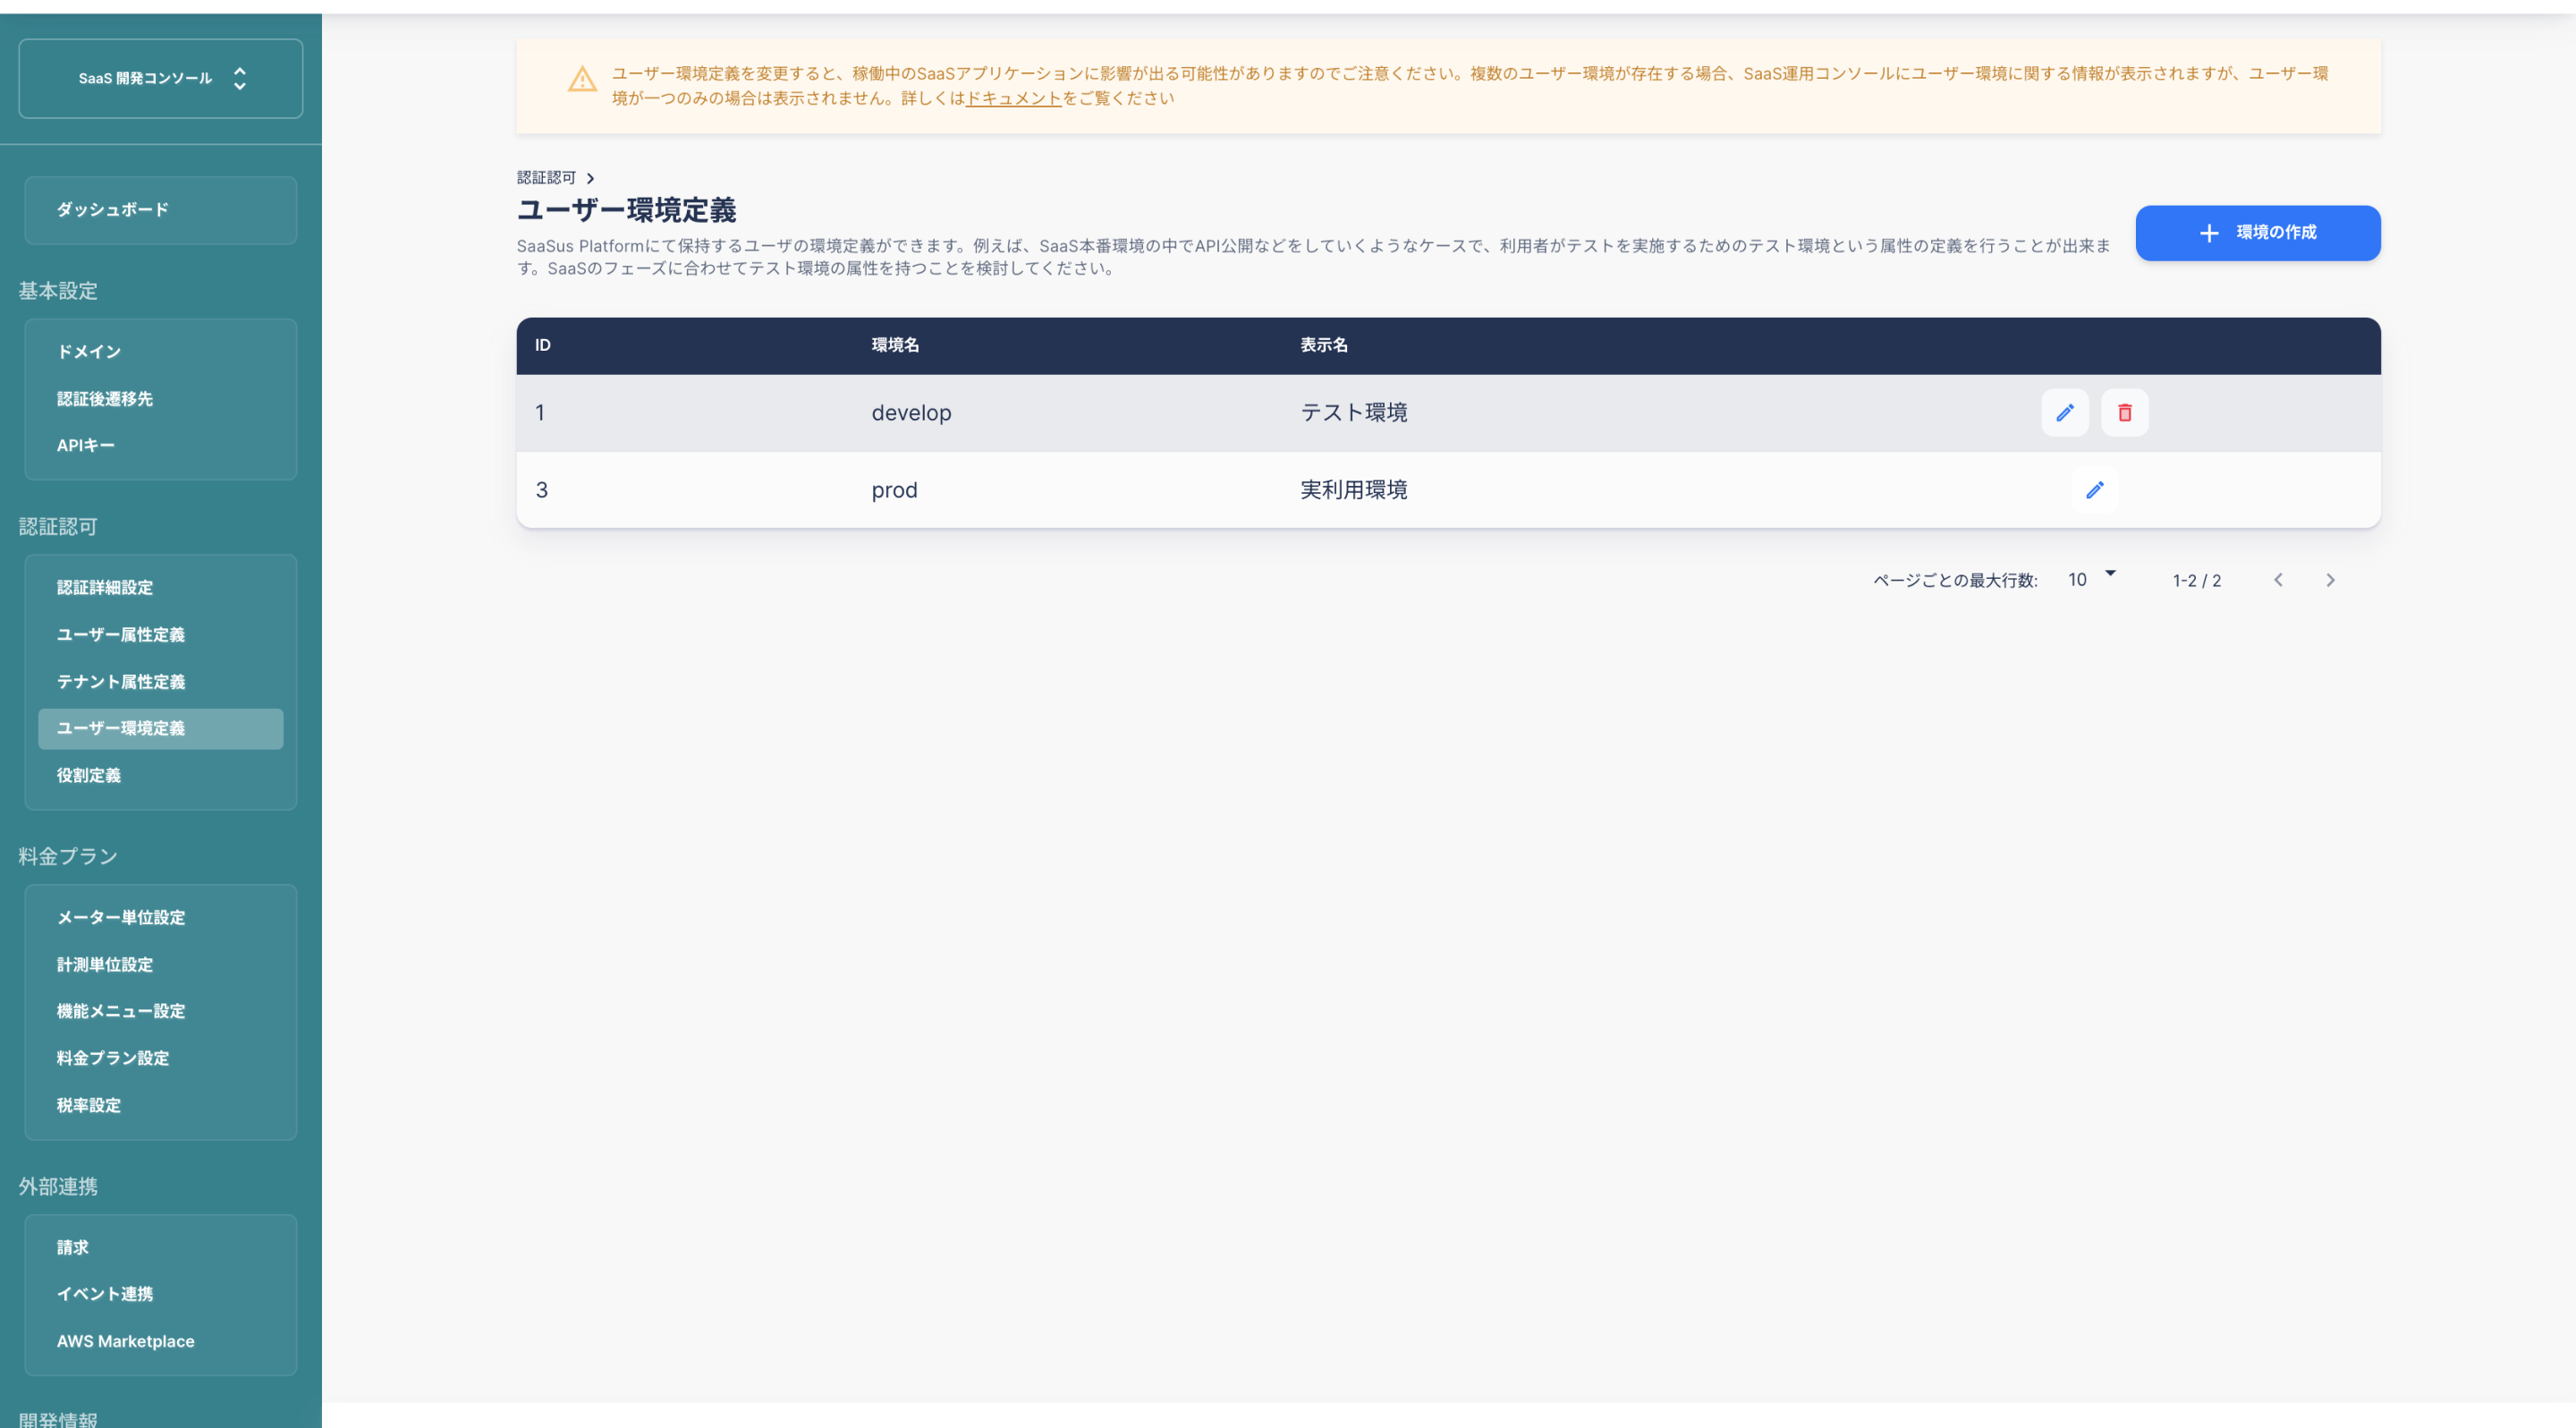 SaaS 開発コンソール
ダッシュボード
基本設定
ドメイン
認証後遷移先
APIキー
認証認可
認証詳細設定
ユーザー属性定義
テナント属性定義
ユーザー環境定義
役割定義
料金プラン
メーター単位設定
計測単位設定
機能メニュー設定
料金プラン設定
税率設定
外部連携
請求
イベント連携
AWS Marketplace
開発情報
ユーザー環境定義を変更すると、稼働中のSaaSアプリケーションに影響が出る可能性がありますのでご注意ください。複数のユーザー環境が存在する場合、SaaS運用コンソールにユーザー環境に関する情報が表示されますが、ユーザー環
境が一つのみの場合は表示されません。詳しくはドキュメントをご覧ください
認証認可
ユーザー環境定義
SaaSus Platformにて保持するユーザの環境定義ができます。例えば、SaaS本番環境の中でAPI公開などをしていくようなケースで、利用者がテストを実施するためのテスト環境という属性の定義を行うことが出来ま
す。SaaSのフェーズに合わせてテスト環境の属性を持つことを検討してください。
環境の作成
ID 環境名 表示名
1 develop テスト環境
3 prod 実利用環境
ページごとの最大行数: 10 1-2 / 2